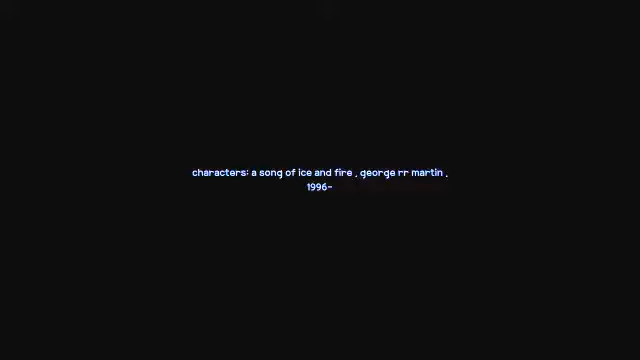 characters: a song of ice and fire , george rr martin ,
1996-